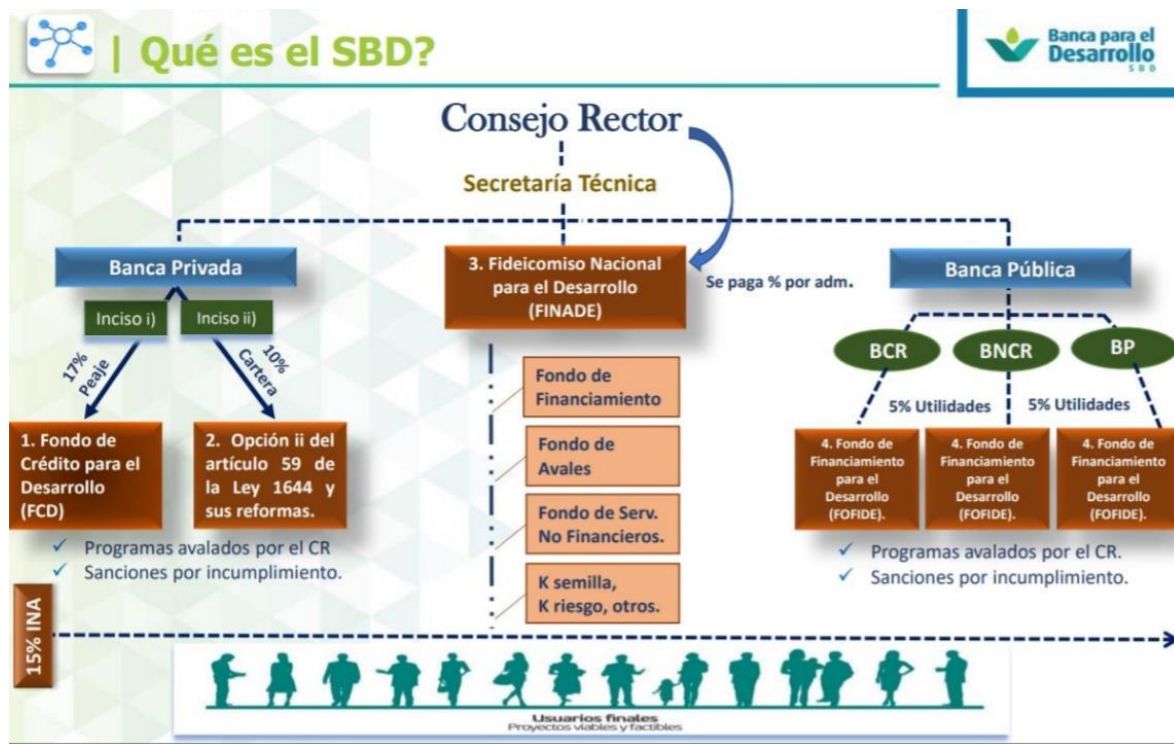 | Qué es el SBD?
Banca para el
Desarrollo
SBD
Consejo Rector
Secretaría Técnica
Banca Privada
3. Fideicomiso Nacional
para el Desarrollo
(FINADE)
Se paga % por adm.
Banca Pública
Inciso i)
Inciso ii)
17%
Peaje
10%
Cartera
BCR
BNCR
BP
5% Utilidades
5% Utilidades
1. Fondo de
Crédito para el
Desarrollo
(FCD)
2. Opción ii del
artículo 59 de
la Ley 1644 y
sus reformas.
Fondo de
Financiamiento
Fondo de
Avales
Fondo de Serv.
No Financieros.
K semilla,
K riesgo, otros.
4. Fondo de
Financiamiento
para el
Desarrollo
(FOFIDE).
4. Fondo de
Financiamiento
para el
Desarrollo
(FOFIDE).
4. Fondo de
Financiamiento
para el
Desarrollo
(FOFIDE).
✓ Programas avalados por el CR
✓ Sanciones por incumplimiento.
✓ Programas avalados por el CR.
✓ Sanciones por incumplimiento.
15% INA
Usuarios finales
Proyectos viables y factibles